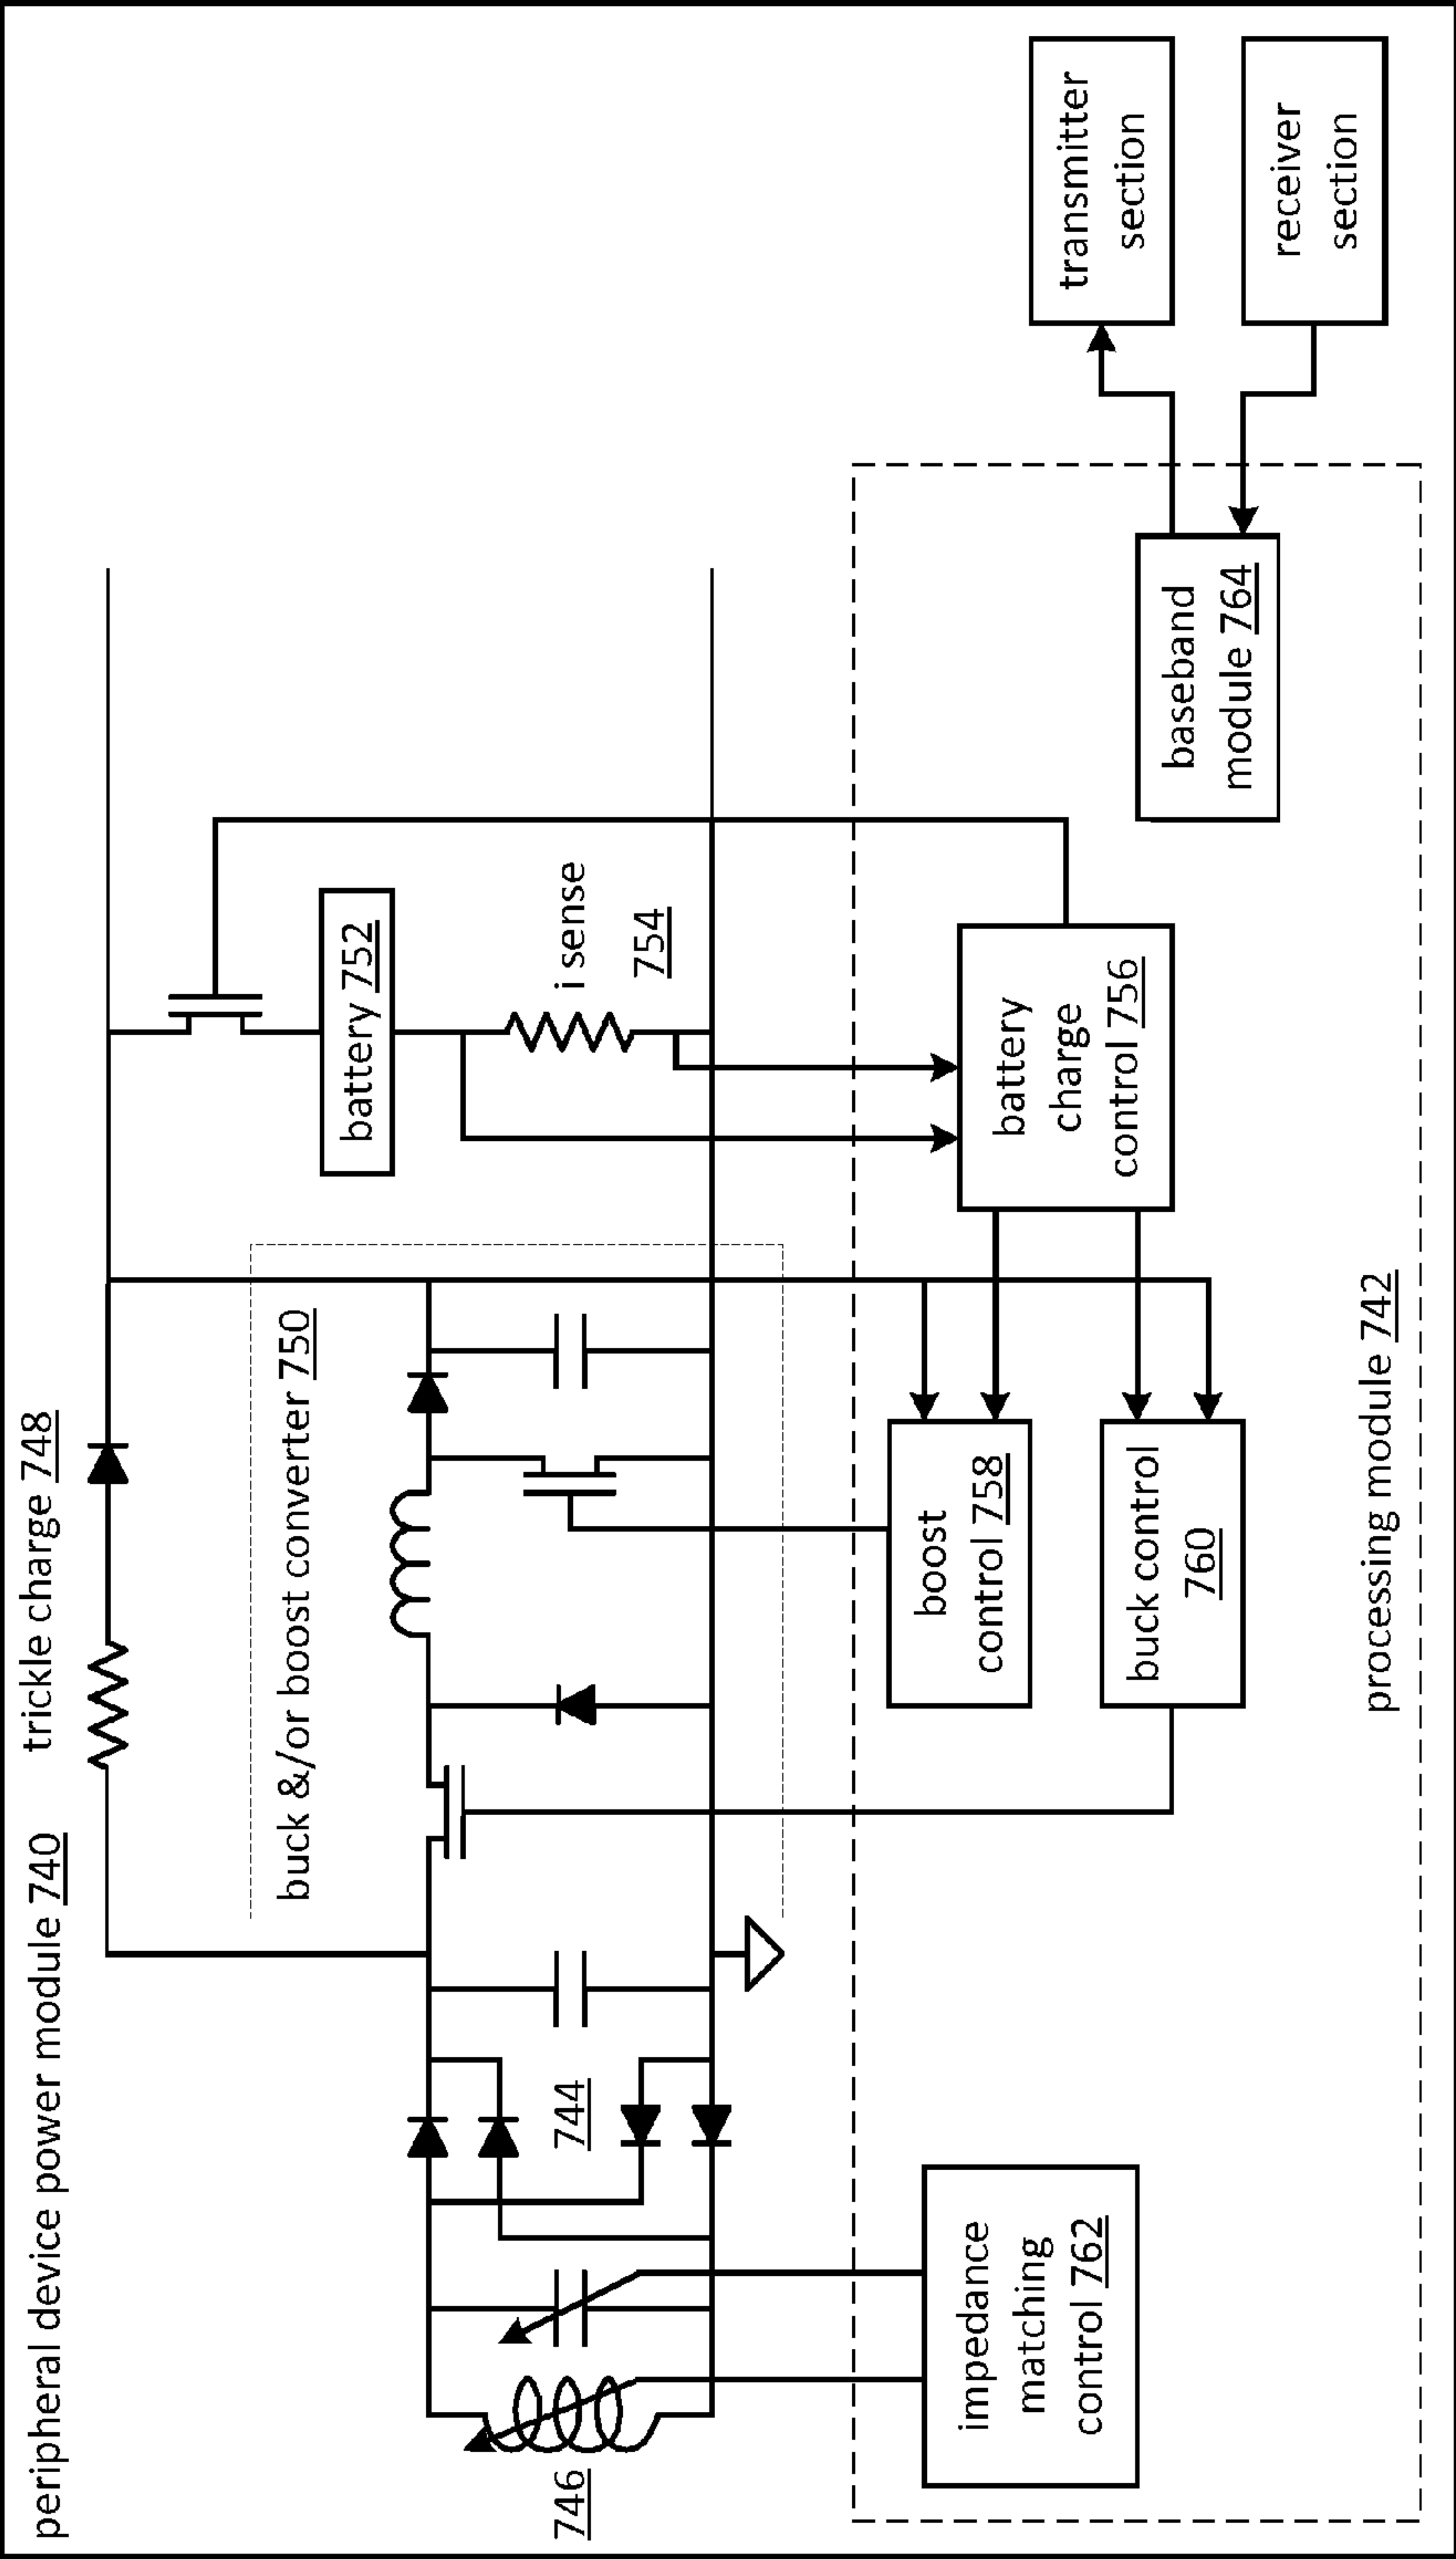 peripheral device power module 740
trickle charge 748
buck &/or boost converter 750
battery 752
i sense
754
744
746
impedance
matching
control 762
boost
control 758
buck control
760
battery
charge
control 756
baseband
module 764
transmitter
section
receiver
section
processing module 742